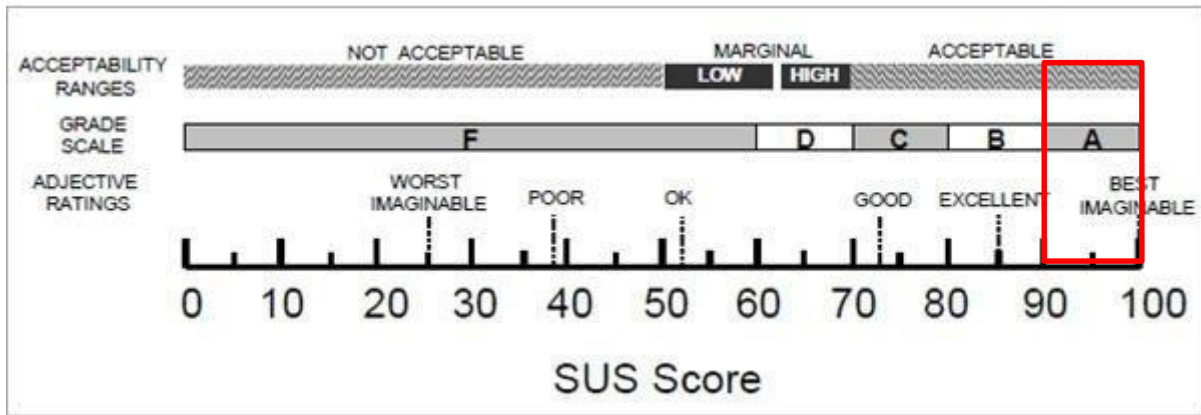 NOT ACCEPTABLE MARGINAL ACCEPTABLE
ACCEPTABILITY RANGES LOW HIGH
GRADE SCALE F D C B A
ADJECTIVE RATINGS WORST IMAGINABLE POOR OK GOOD EXCELLENT BEST IMAGINABLE
0 10 20 30 40 50 60 70 80 90 100
SUS Score